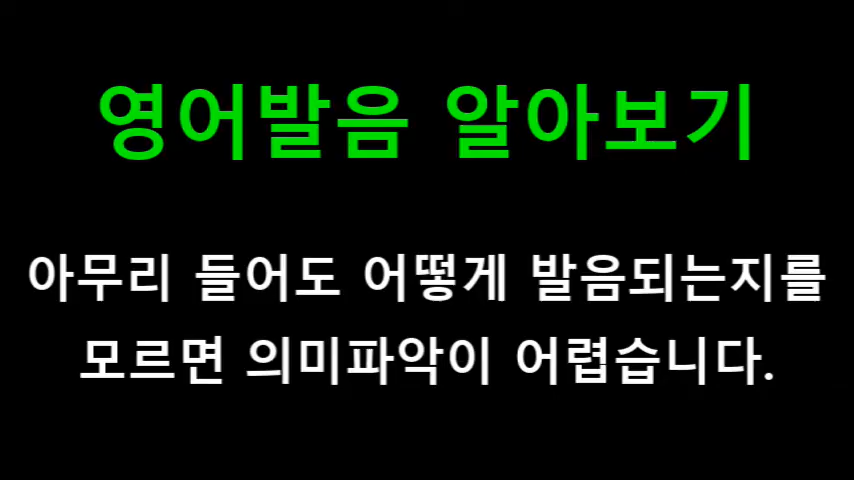 영어발음 알아보기
아무리 들어도 어떻게 발음되는지를
모르면 의미파악이 어렵습니다.